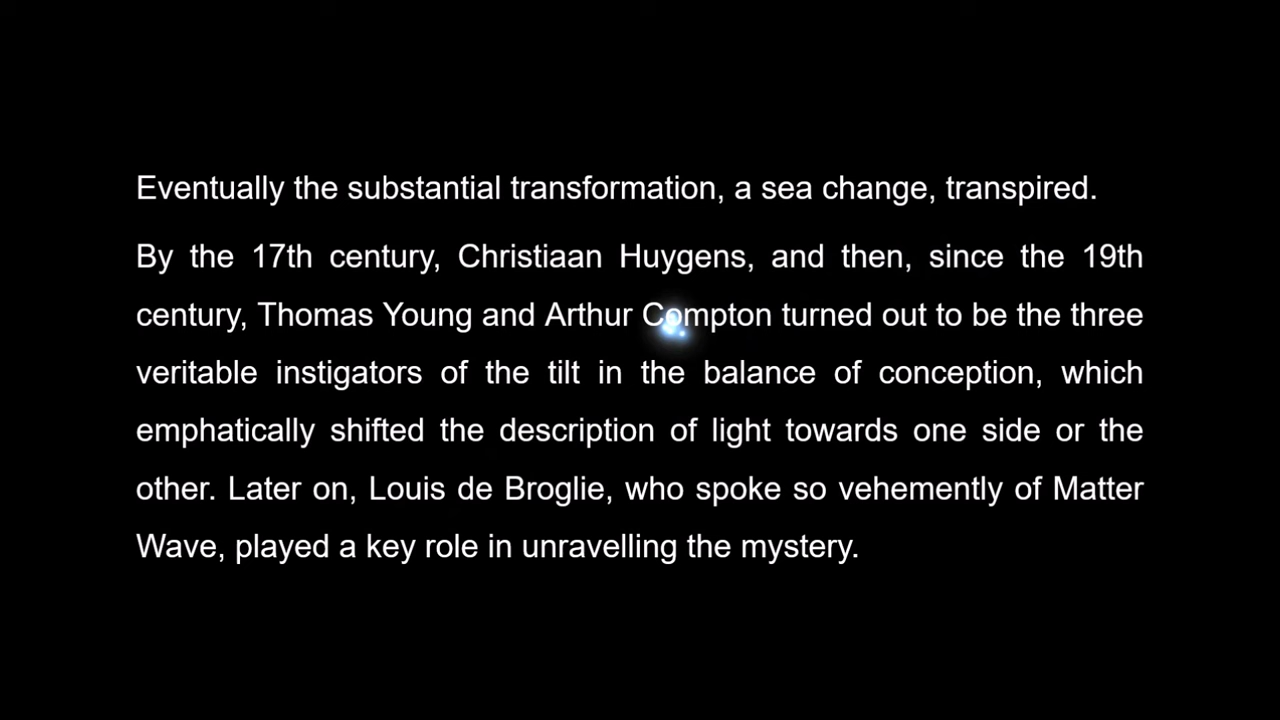 Eventually the substantial transformation, a sea change, transpired.
By the 17th century, Christiaan Huygens, and then, since the 19th
century, Thomas Young and Arthur Compton turned out to be the three
veritable instigators of the tilt in the balance of conception, which
emphatically shifted the description of light towards one side or the
other. Later on, Louis de Broglie, who spoke so vehemently of Matter
Wave, played a key role in unravelling the mystery.